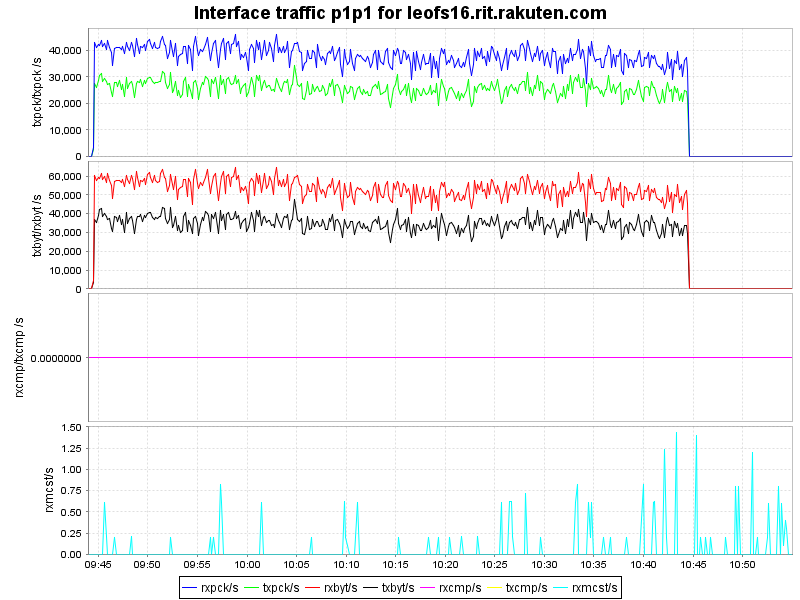 Interface traffic p1p1 for leofs16.rit.rakuten.com
txpck/txpck /s
40,000
30,000
20,000
10,000
0
txbyt/rxbyt /s
60,000
50,000
40,000
30,000
20,000
10,000
0
rxcmp/txcmp /s
0.0000000
rxmcst/s
1.50
1.25
1.00
0.75
0.50
0.25
0.00
09:45 09:50 09:55 10:00 10:05 10:10 10:15 10:20 10:25 10:30 10:35 10:40 10:45 10:50
rxpck/s txpck/s rxbyt/s txbyt/s rxcmp/s txcmp/s rxmcst/s